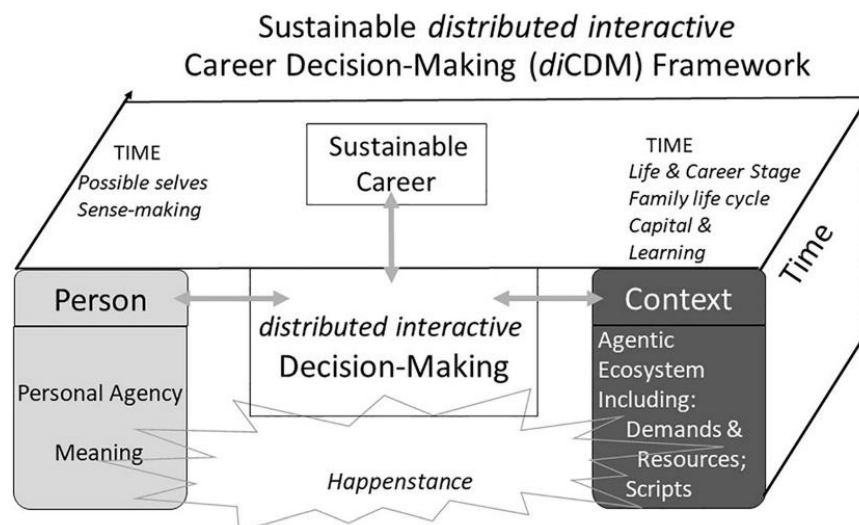 Sustainable distributed interactive
Career Decision-Making (diCDM) Framework
TIME
Possible selves
Sense-making
Sustainable
Career
TIME
Life & Career Stage
Family life cycle
Capital &
Learning
Time
Person
Personal Agency
Meaning
distributed interactive
Decision-Making
Happenstance
Context
Agentic
Ecosystem
Including:
Demands &
Resources;
Scripts